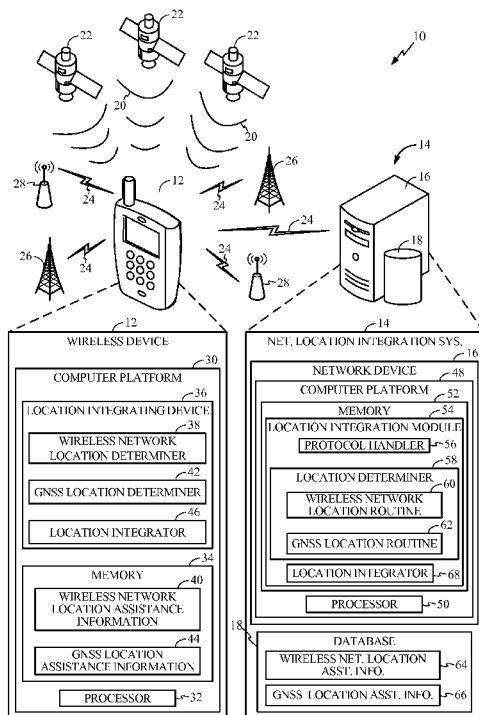 22
22
22
10
20
20
14
16
12
26
28
24
24
18
24
26
24
24
28
12
WIRELESS DEVICE
30
COMPUTER PLATFORM
36
LOCATION INTEGRATING DEVICE
38
WIRELESS NETWORK
LOCATION DETERMINER
42
GNSS LOCATION DETERMINER
46
LOCATION INTEGRATOR
34
MEMORY
40
WIRELESS NETWORK
LOCATION ASSISTANCE
INFORMATION
44
GNSS LOCATION
ASSISTANCE INFORMATION
PROCESSOR
32
14
NET. LOCATION INTEGRATION SYS.
16
NETWORK DEVICE
48
COMPUTER PLATFORM
52
MEMORY
54
LOCATION INTEGRATION MODULE
PROTOCOL HANDLER
56
58
LOCATION DETERMINER
60
WIRELESS NETWORK
LOCATION ROUTINE
62
GNSS LOCATION ROUTINE
LOCATION INTEGRATOR
68
PROCESSOR
50
18
DATABASE
WIRELESS NET. LOCATION
ASST. INFO.
64
GNSS LOCATION ASST. INFO.
66